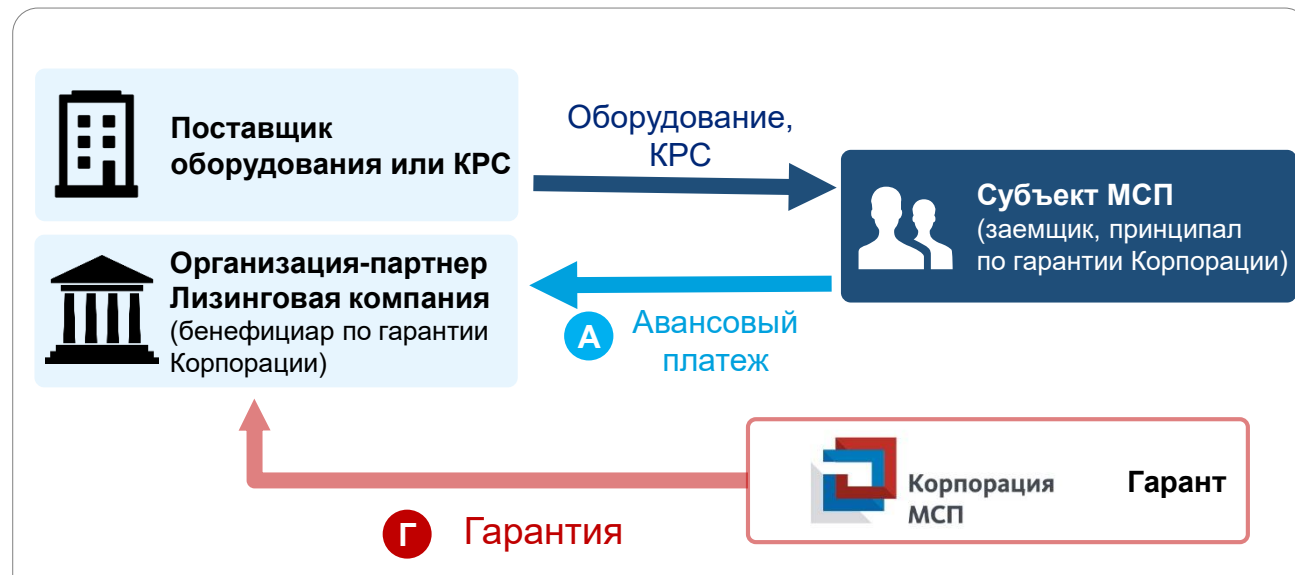 Поставщик
оборудования или КРС
Оборудование,
КРС
Субъект МСП
(заемщик, принципал
по гарантии Корпорации)
Организация-партнер
Лизинговая компания
(бенефициар по гарантии
Корпорации)
А
Авансовый
платеж
Корпорация
МСП
Гарант
Г
Гарантия